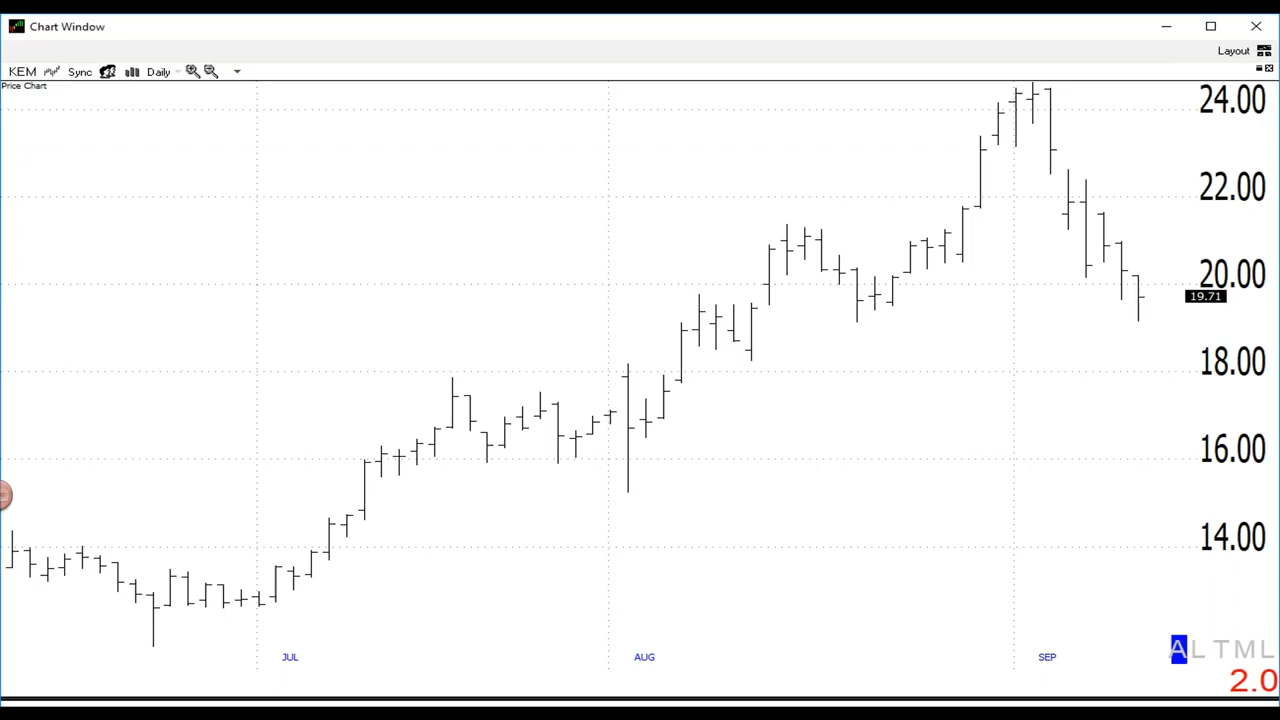 Chart Window
Layout
KEM Sync Daily
Price Chart
24.00
22.00
20.00
19.71
18.00
16.00
14.00
JUL AUG SEP
A L T M L
2.0